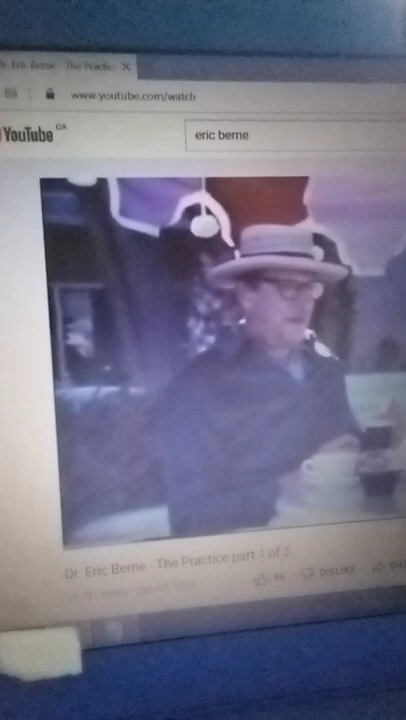 Dr. Eric Berne - The Practic
www.youtube.com/watch
YouTube CA
eric berne
Dr. Eric Berne - The Practice part 1 of 2
96 DISLIKE